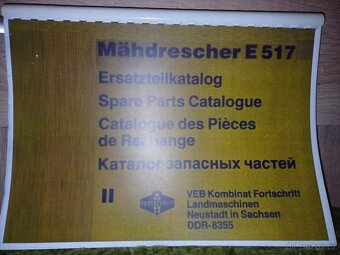 Mähdrescher E 517
Ersatzteilkatalog
Spare Parts Catalogue
Catalogue des Pièces
de Rechange
Каталог запасных частей
II
VEB Kombinat Fortschritt
Landmaschinen
Neustadt in Sachsen
DDR-8355